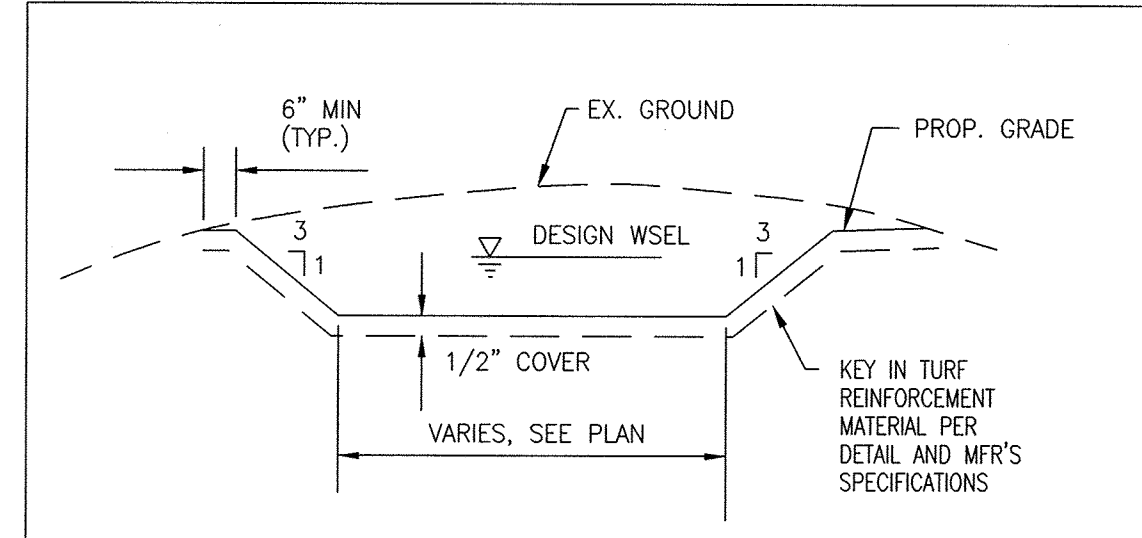 6" MIN
(TYP.)
EX. GROUND
PROP. GRADE
3
1
DESIGN WSEL
3
1
1/2" COVER
VARIES, SEE PLAN
KEY IN TURF
REINFORCEMENT
MATERIAL PER
DETAIL AND MFR'S
SPECIFICATIONS